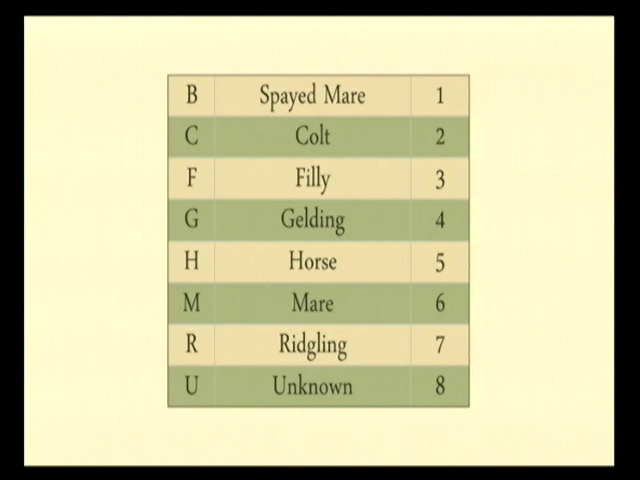 B Spayed Mare 1
C Colt 2
F Filly 3
G Gelding 4
H Horse 5
M Mare 6
R Ridgling 7
U Unknown 8